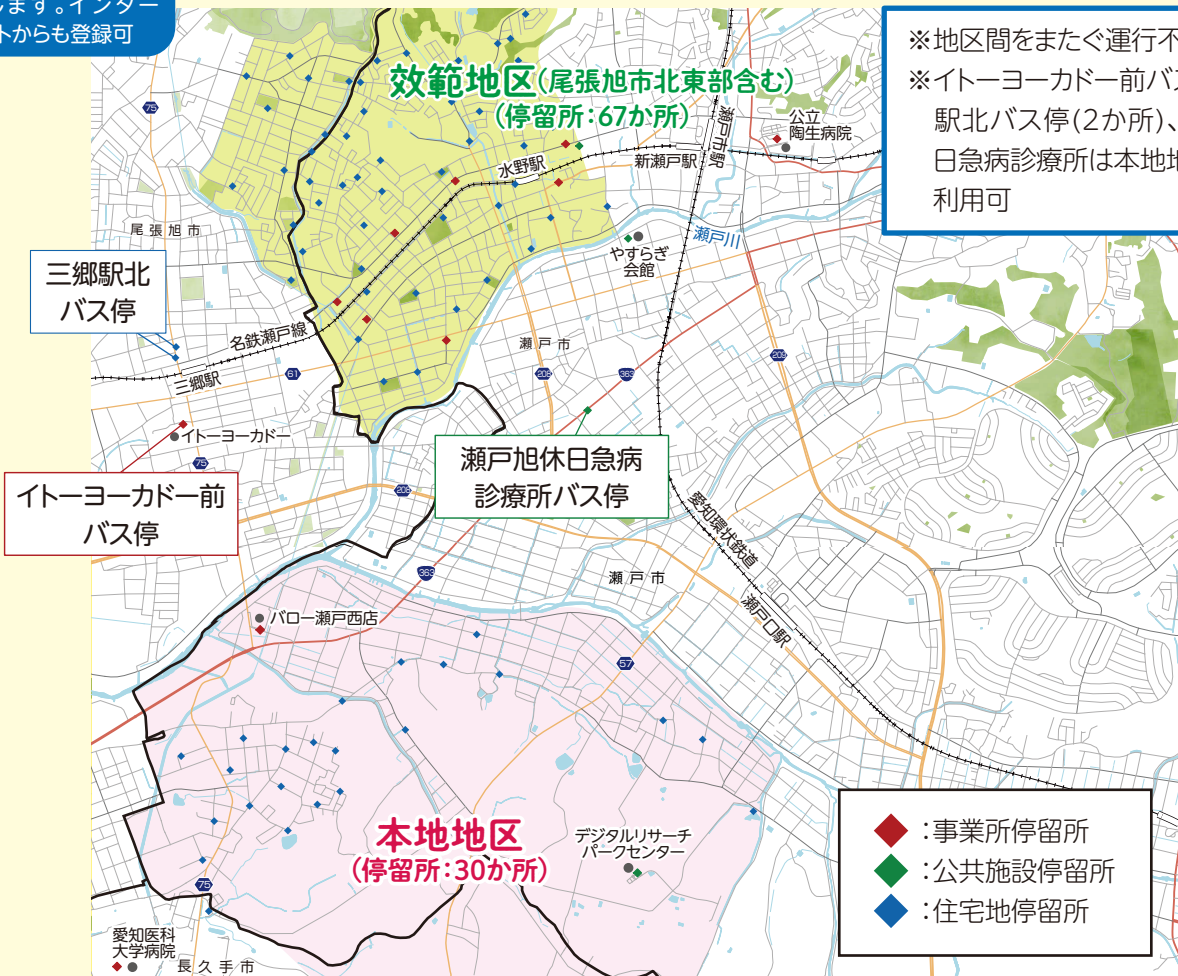 します。インター
トからも登録可
※地区間をまたぐ運行不
※イトーヨーカドー前バス
駅北バス停(2か所)、
日急病診療所は本地地
利用可
効範地区(尾張旭市北東部含む)
(停留所:67か所)
公立
陶生病院
瀬戸市駅
新瀬戸駅
水野駅
75
尾張旭市
やすらぎ
会館
瀬戸川
三郷駅北
バス停
名鉄瀬戸線
三郷駅
61
瀬戸市
208
363
209
イトーヨーカドー
75
イトーヨーカドー前
バス停
瀬戸旭休日急病
診療所バス停
208
愛知環状鉄道
363
瀬戸市
瀬戸口駅
バロー瀬戸西店
57
本地地区
(停留所:30か所)
デジタルリサーチ
パークセンター
75
愛知医科
大学病院
長久手市
:事業所停留所
:公共施設停留所
:住宅地停留所